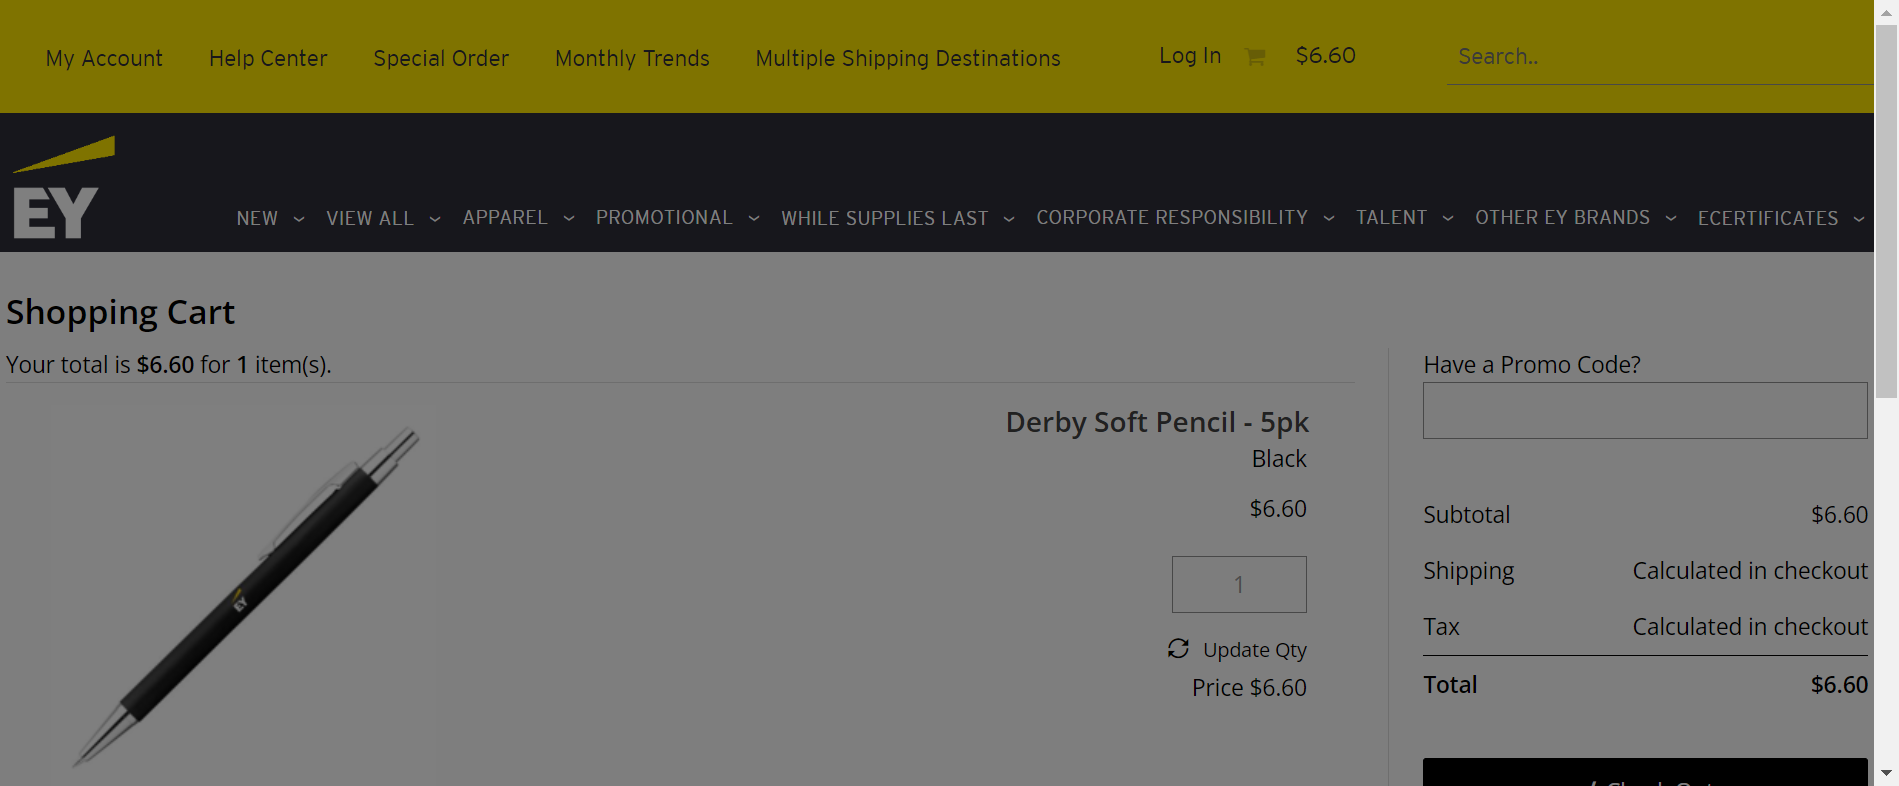 My Account Help Center Special Order Monthly Trends Multiple Shipping Destinations Log In $6.60 Search..
EY
NEW VIEW ALL APPAREL PROMOTIONAL WHILE SUPPLIES LAST CORPORATE RESPONSIBILITY TALENT OTHER EY BRANDS ECERTIFICATES
Shopping Cart
Your total is $6.60 for 1 item(s).
Derby Soft Pencil - 5pk
Black
$6.60
1
Update Qty
Price $6.60
EY
Have a Promo Code?
Subtotal $6.60
Shipping Calculated in checkout
Tax Calculated in checkout
Total $6.60